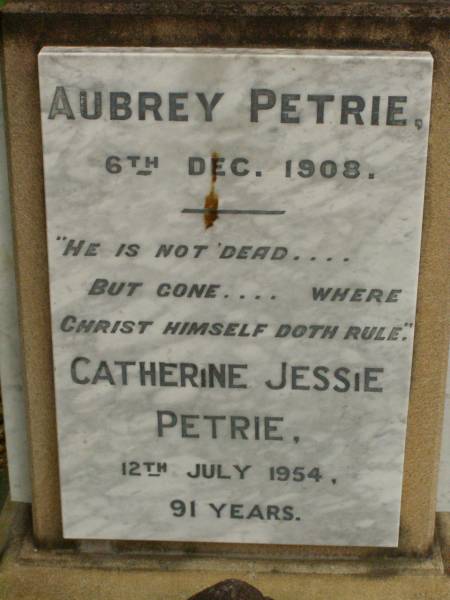 AUBREY PETRIE,
6TH DEC. 1908.
"HE IS NOT DEAD....
BUT GONE.... WHERE
CHRIST HIMSELF DOTH RULE."
CATHERINE JESSIE
PETRIE,
12TH JULY 1954,
91 YEARS.